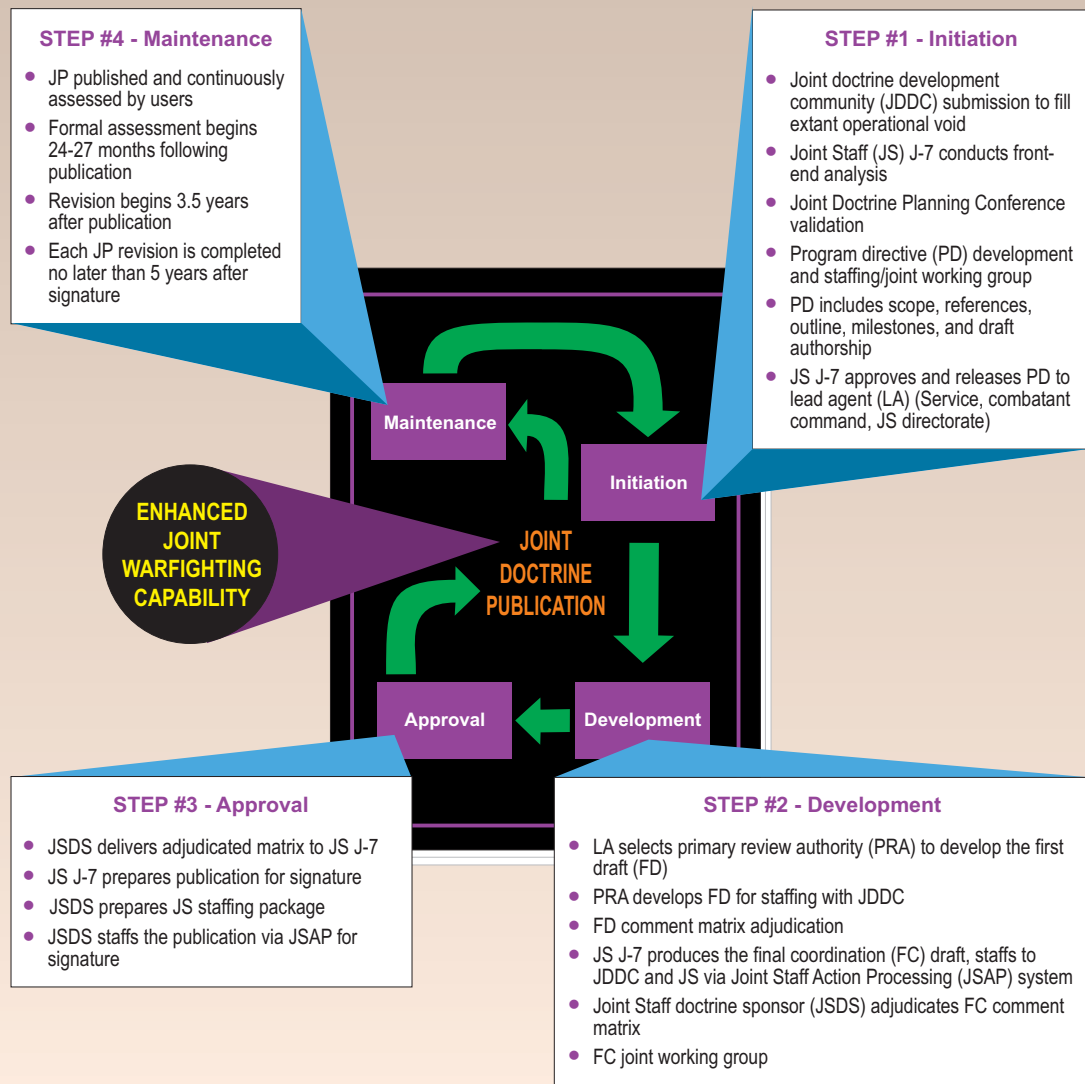 STEP #4 - Maintenance
• JP published and continuously
assessed by users
• Formal assessment begins
24-27 months following
publication
• Revision begins 3.5 years
after publication
• Each JP revision is completed
no later than 5 years after
signature
STEP #1 - Initiation
• Joint doctrine development
community (JDDC) submission to fill
extant operational void
• Joint Staff (JS) J-7 conducts front-
end analysis
• Joint Doctrine Planning Conference
validation
• Program directive (PD) development
and staffing/joint working group
• PD includes scope, references,
outline, milestones, and draft
authorship
• JS J-7 approves and releases PD to
lead agent (LA) (Service, combatant
command, JS directorate)
Maintenance
Initiation
ENHANCED
JOINT
WARFIGHTING
CAPABILITY
JOINT
DOCTRINE
PUBLICATION
Approval
Development
STEP #3 - Approval
• JSDS delivers adjudicated matrix to JS J-7
• JS J-7 prepares publication for signature
• JSDS prepares JS staffing package
• JSDS staffs the publication via JSAP for
signature
STEP #2 - Development
• LA selects primary review authority (PRA) to develop the first
draft (FD)
• PRA develops FD for staffing with JDDC
• FD comment matrix adjudication
• JS J-7 produces the final coordination (FC) draft, staffs to
JDDC and JS via Joint Staff Action Processing (JSAP) system
• Joint Staff doctrine sponsor (JSDS) adjudicates FC comment
matrix
• FC joint working group